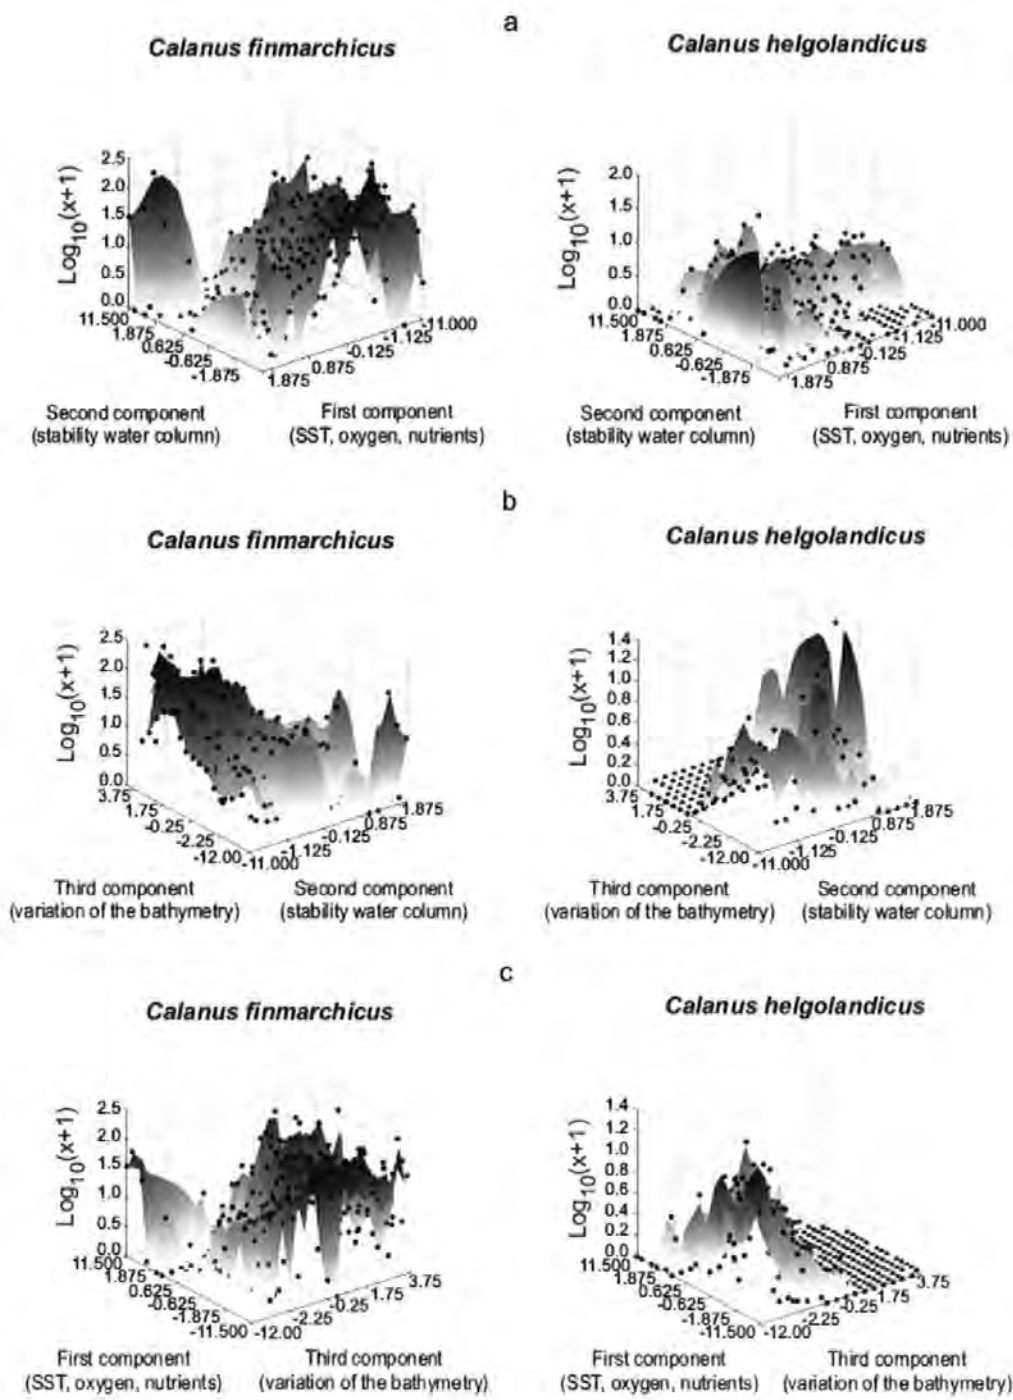 a
Calanus finmarchicus
Calanus helgolandicus
Log10(x+1)
2.5
2.0
1.5
1.0
0.5
0.0
11.500
1.875
0.625
-0.625
-1.875
1.875
0.875
-0.125
-1.125
11.000
Second component
(stability water column)
First component
(SST, oxygen, nutrients)
Log10(x+1)
2.0
1.5
1.0
0.5
0.0
11.500
1.875
0.625
-0.625
-1.875
1.875
0.875
-0.125
-1.125
11.000
Second component
(stability water column)
First component
(SST, oxygen, nutrients)
b
Calanus finmarchicus
Calanus helgolandicus
Log10(x+1)
2.5
2.0
1.5
1.0
0.5
0.0
3.75
1.75
-0.25
-2.25
-12.00
-11.000
-1.125
-0.125
0.875
1.875
Third component
(variation of the bathymetry)
Second component
(stability water column)
Log10(x+1)
1.4
1.2
1.0
0.8
0.6
0.4
0.2
0.0
3.75
1.75
-0.25
-2.25
-12.00
-11.000
-1.125
-0.125
0.875
1.875
Third component
(variation of the bathymetry)
Second component
(stability water column)
c
Calanus finmarchicus
Calanus helgolandicus
Log10(x+1)
2.5
2.0
1.5
1.0
0.5
0.0
11.500
1.875
0.625
-0.625
-1.875
-11.500
-12.00
-2.25
-0.25
1.75
3.75
First component
(SST, oxygen, nutrients)
Third component
(variation of the bathymetry)
Log10(x+1)
1.4
1.2
1.0
0.8
0.6
0.4
0.2
0.0
11.500
1.875
0.625
-0.625
-1.875
-11.500
-12.00
-2.25
-0.25
1.75
3.75
First component
(SST, oxygen, nutrients)
Third component
(variation of the bathymetry)